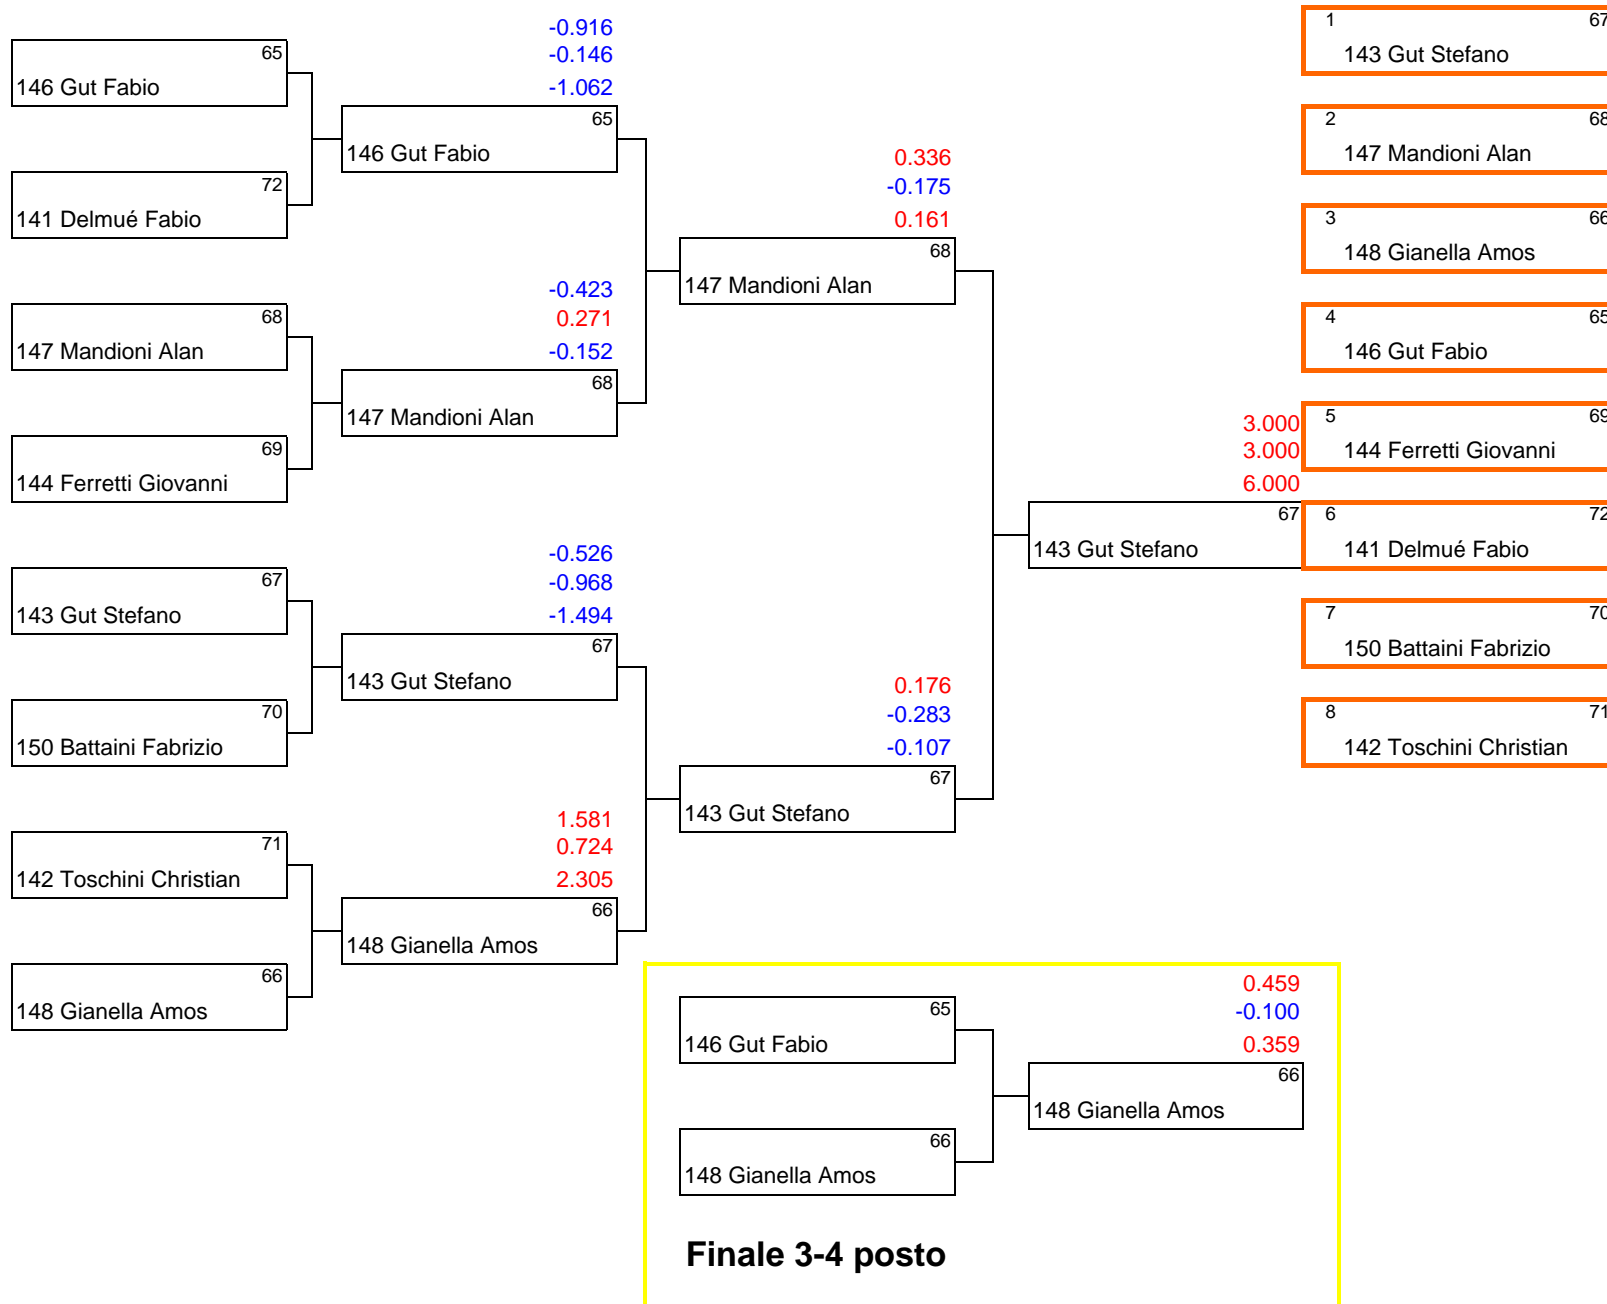 65
146 Gut Fabio
72
141 Delmué Fabio
68
147 Mandioni Alan
69
144 Ferretti Giovanni
67
143 Gut Stefano
70
150 Battaini Fabrizio
71
142 Toschini Christian
66
148 Gianella Amos
-0.916
-0.146
-1.062
65
146 Gut Fabio
-0.423
0.271
-0.152
68
147 Mandioni Alan
-0.526
-0.968
-1.494
67
143 Gut Stefano
1.581
0.724
2.305
66
148 Gianella Amos
0.336
-0.175
0.161
68
147 Mandioni Alan
0.176
-0.283
-0.107
67
143 Gut Stefano
3.000
3.000
6.000
67
143 Gut Stefano
65
146 Gut Fabio
66
148 Gianella Amos
0.459
-0.100
0.359
66
148 Gianella Amos
Finale 3-4 posto
1 67
143 Gut Stefano
2 68
147 Mandioni Alan
3 66
148 Gianella Amos
4 65
146 Gut Fabio
5 69
144 Ferretti Giovanni
6 72
141 Delmué Fabio
7 70
150 Battaini Fabrizio
8 71
142 Toschini Christian